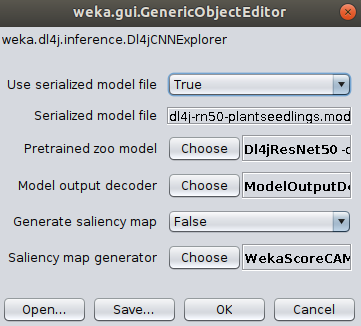 weka.gui.GenericObjectEditor
weka.dl4j.inference.Dl4jCNNExplorer
Use serialized model file True
Serialized model file dl4j-rn50-plantseedlings.mod
Pretrained zoo model Choose Dl4jResNet50 -c
Model output decoder Choose ModelOutputDe
Generate saliency map False
Saliency map generator Choose WekaScoreCAM
Open... Save... OK Cancel